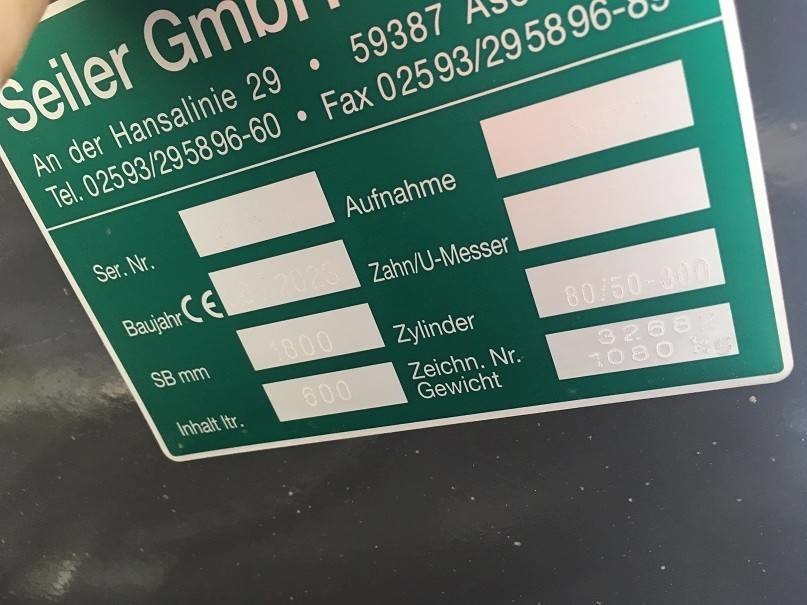 Seiler GmbH
An der Hansalinie 29 • 59387 Asc
Tel. 02593/295896-60 • Fax 02593/295896-89
Ser. Nr.
Aufnahme
Baujahr CE 2023
Zahn/U-Messer
SB mm 1800
Zylinder 80/50-300
Inhalt ltr. 600
Zeichn. Nr. 3268
Gewicht 1080 kg